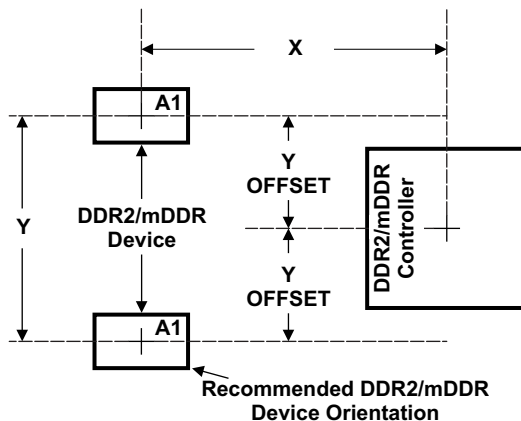 X
A1
Y
OFFSET
Y
DDR2/mDDR
Device
DDR2/mDDR
Controller
Y
OFFSET
A1
Recommended DDR2/mDDR
Device Orientation